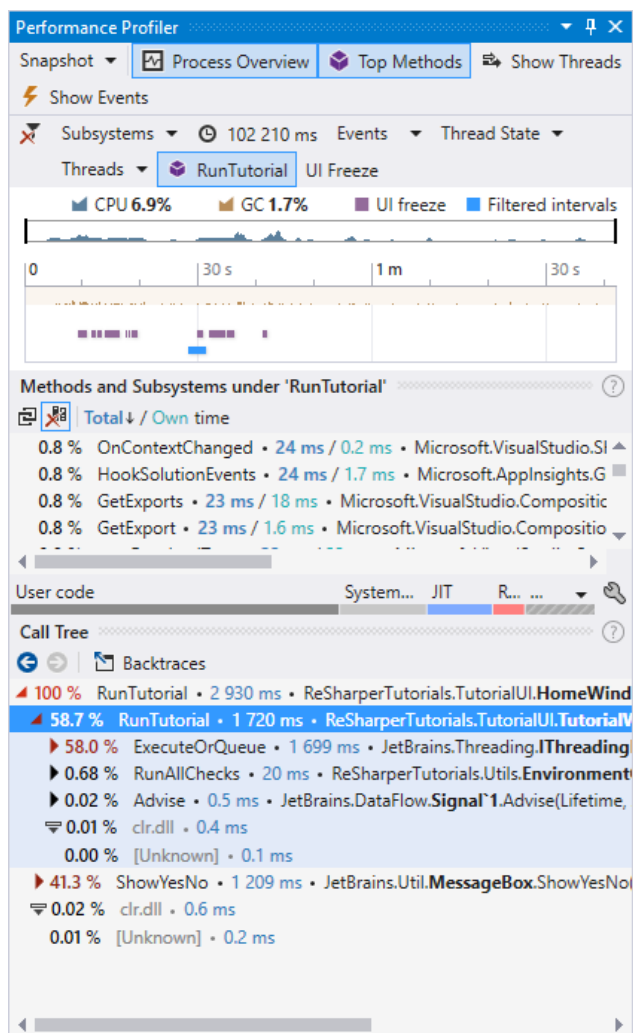 Performance Profiler
Snapshot Process Overview Top Methods Show Threads
Show Events
Subsystems 102 210 ms Events Thread State
Threads RunTutorial UI Freeze
CPU 6.9% GC 1.7% UI freeze Filtered intervals
0 30 s 1 m 30 s
Methods and Subsystems under 'RunTutorial' ?
Total↓ / Own time
0.8 % OnContextChanged • 24 ms / 0.2 ms • Microsoft.VisualStudio.Sl
0.8 % HookSolutionEvents • 24 ms / 1.7 ms • Microsoft.AppInsights.G
0.8 % GetExports • 23 ms / 18 ms • Microsoft.VisualStudio.Compositic
0.8 % GetExport • 23 ms / 1.6 ms • Microsoft.VisualStudio.Compositio
User code System... JIT R... ...
Call Tree ?
Backtraces
100 % RunTutorial • 2 930 ms • ReSharperTutorials.TutorialUI.HomeWind
58.7 % RunTutorial • 1 720 ms • ReSharperTutorials.TutorialUI.TutorialW
58.0 % ExecuteOrQueue • 1 699 ms • JetBrains.Threading.IThreading
0.68 % RunAllChecks • 20 ms • ReSharperTutorials.Utils.Environment
0.02 % Advise • 0.5 ms • JetBrains.DataFlow.Signal`1.Advise(Lifetime,
0.01 % clr.dll • 0.4 ms
0.00 % [Unknown] • 0.1 ms
41.3 % ShowYesNo • 1 209 ms • JetBrains.Util.MessageBox.ShowYesNo(
0.02 % clr.dll • 0.6 ms
0.01 % [Unknown] • 0.2 ms